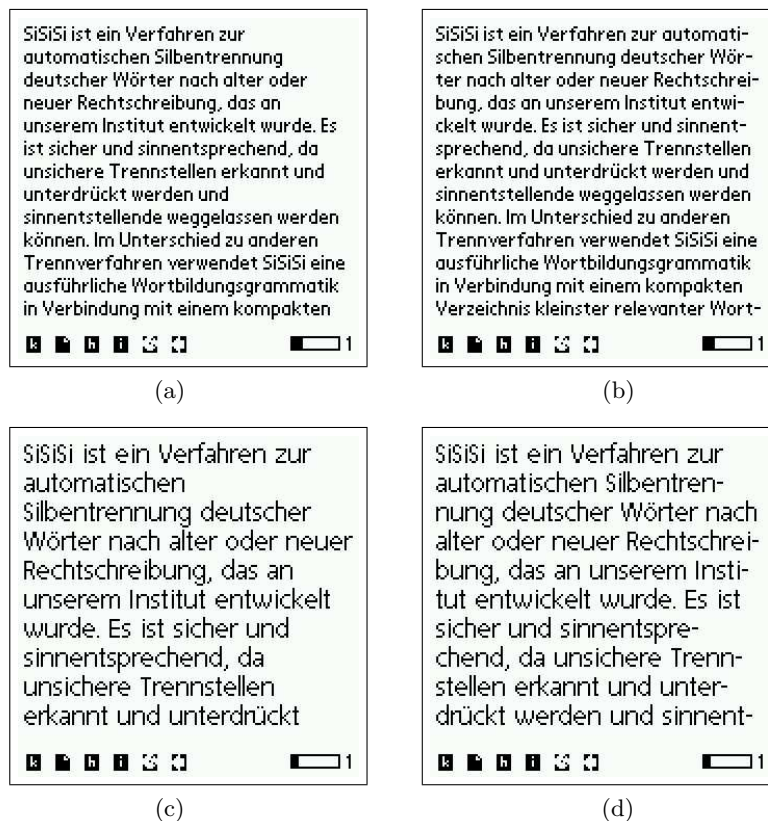 SiSiSi ist ein Verfahren zur
automatischen Silbentrennung
deutscher Wörter nach alter oder
neuer Rechtschreibung, das an
unserem Institut entwickelt wurde. Es
ist sicher und sinnentsprechend, da
unsichere Trennstellen erkannt und
unterdrückt werden und
sinnentstellende weggelassen werden
können. Im Unterschied zu anderen
Trennverfahren verwendet SiSiSi eine
ausführliche Wortbildungsgrammatik
in Verbindung mit einem kompakten
k h i 1
(a)
SiSiSi ist ein Verfahren zur automati-
schen Silbentrennung deutscher Wör-
ter nach alter oder neuer Rechtschrei-
bung, das an unserem Institut entwi-
ckelt wurde. Es ist sicher und sinnent-
sprechend, da unsichere Trennstellen
erkannt und unterdrückt werden und
sinnentstellende weggelassen werden
können. Im Unterschied zu anderen
Trennverfahren verwendet SiSiSi eine
ausführliche Wortbildungsgrammatik
in Verbindung mit einem kompakten
Verzeichnis kleinster relevanter Wort-
k h i 1
(b)
SiSiSi ist ein Verfahren zur
automatischen
Silbentrennung deutscher
Wörter nach alter oder neuer
Rechtschreibung, das an
unserem Institut entwickelt
wurde. Es ist sicher und
sinnentsprechend, da
unsichere Trennstellen
erkannt und unterdrückt
k h i 1
(c)
SiSiSi ist ein Verfahren zur
automatischen Silbentren-
nung deutscher Wörter nach
alter oder neuer Rechtschrei-
bung, das an unserem Insti-
tut entwickelt wurde. Es ist
sicher und sinnentspre-
chend, da unsichere Trenn-
stellen erkannt und unter-
drückt werden und sinnent-
k h i 1
(d)